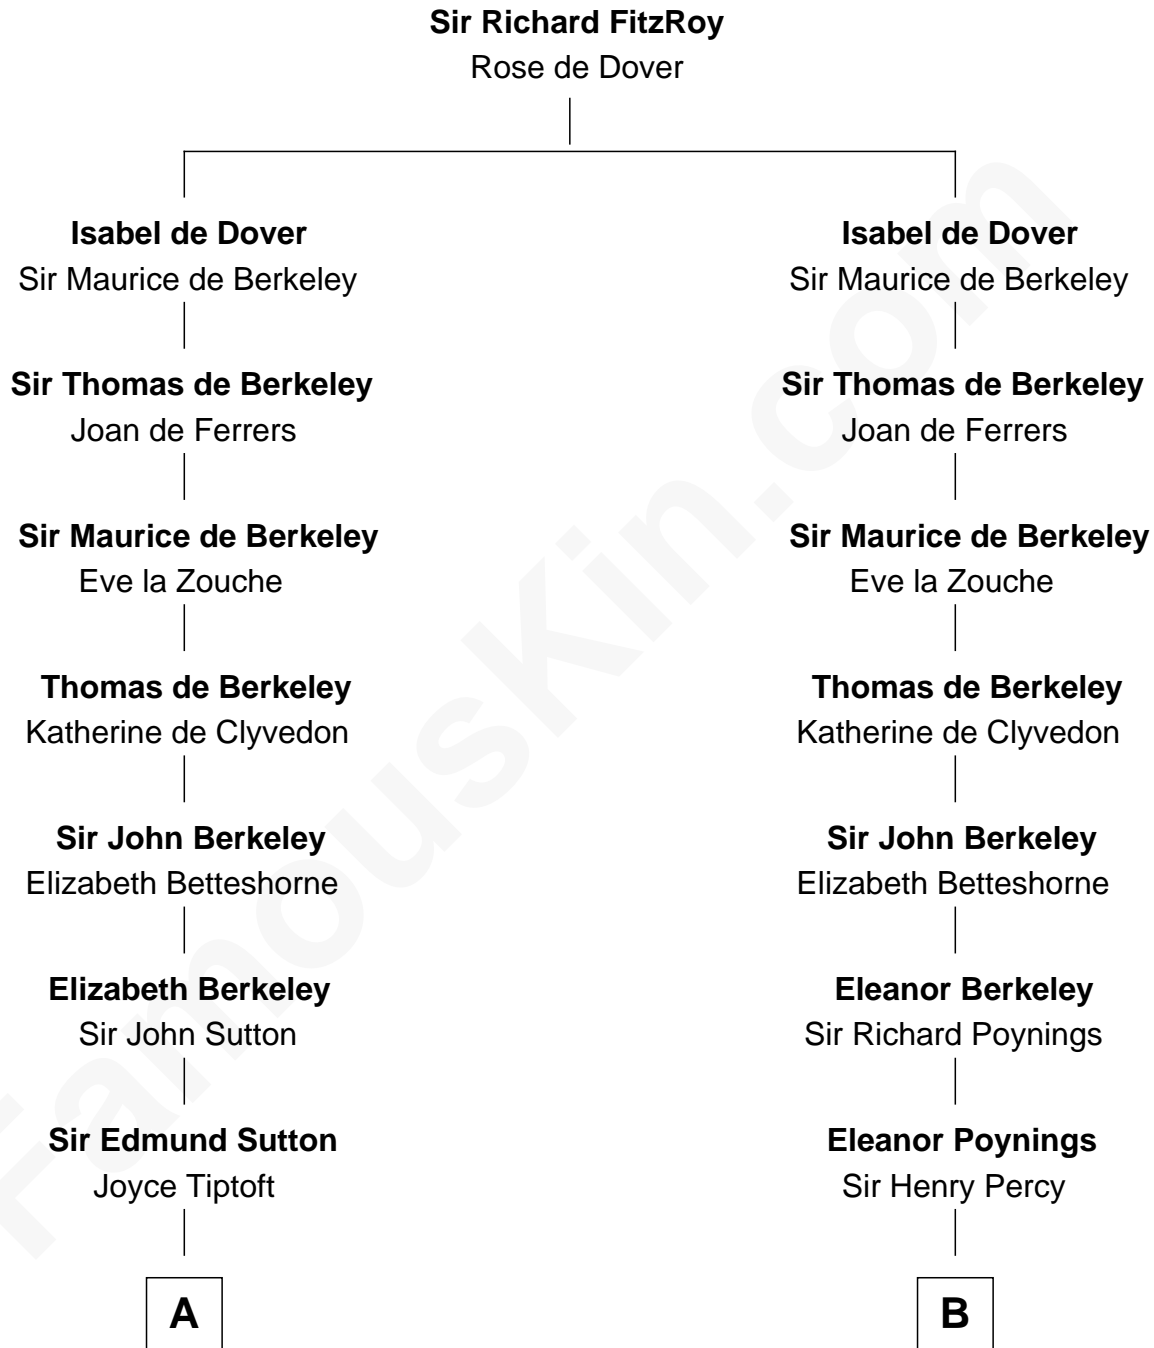 Sir Richard FitzRoy
Rose de Dover
Isabel de Dover
Sir Maurice de Berkeley
Isabel de Dover
Sir Maurice de Berkeley
Sir Thomas de Berkeley
Joan de Ferrers
Sir Thomas de Berkeley
Joan de Ferrers
Sir Maurice de Berkeley
Eve la Zouche
Sir Maurice de Berkeley
Eve la Zouche
Thomas de Berkeley
Katherine de Clyvedon
Thomas de Berkeley
Katherine de Clyvedon
Sir John Berkeley
Elizabeth Betteshorne
Sir John Berkeley
Elizabeth Betteshorne
Elizabeth Berkeley
Sir John Sutton
Eleanor Berkeley
Sir Richard Poynings
Sir Edmund Sutton
Joyce Tiptoft
Eleanor Poynings
Sir Henry Percy
A
B
FamousKin.com